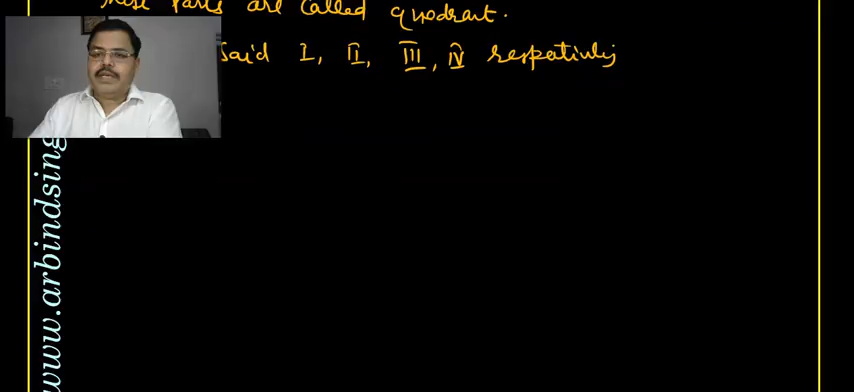 these parts are called quadrant.
said I, II, III, IV respectively
www.arbindsing